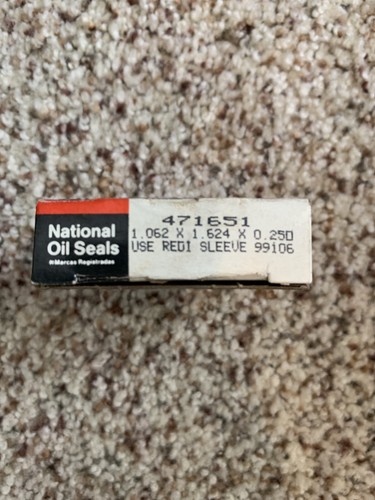 National
Oil Seals
Marcas Registradas
471651
1.062 X 1.624 X 0.250
USE REDI SLEEVE 99106